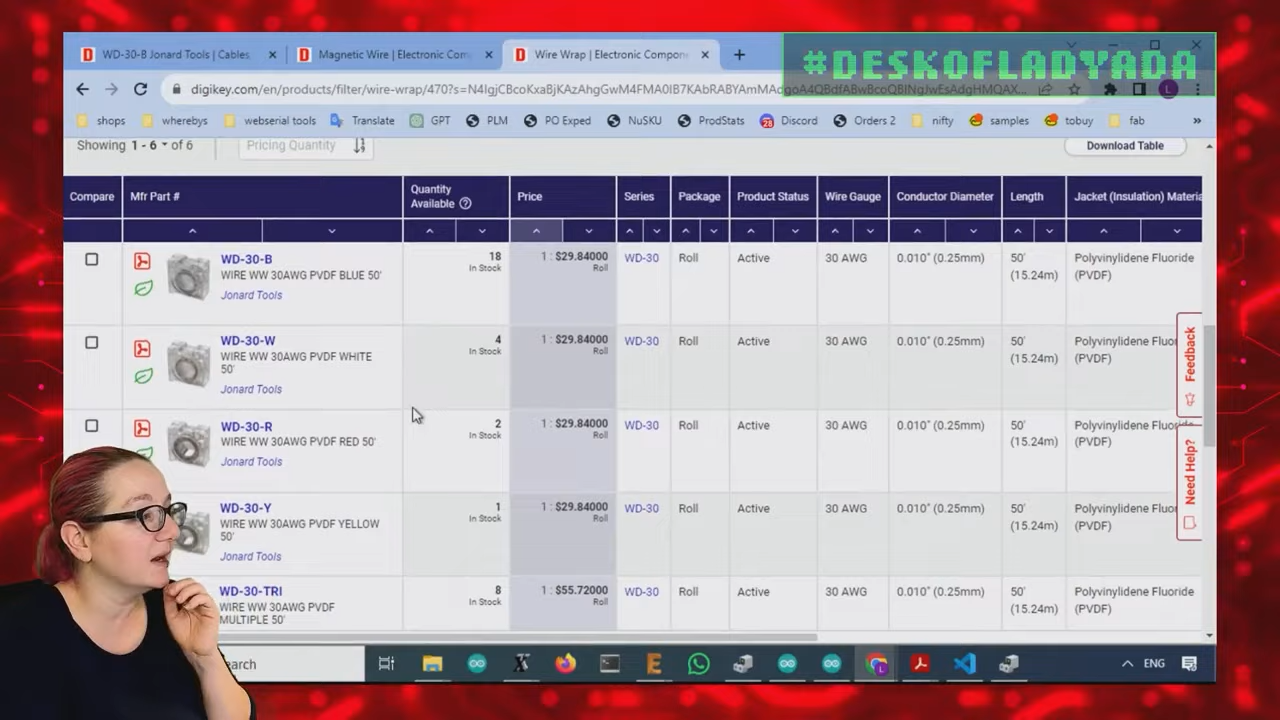 #DESKOFLADYADA
WD-30-B Jonard Tools | Cables,
Magnetic Wire | Electronic Com
Wire Wrap | Electronic Compon
digikey.com/en/products/filter/wire-wrap/470?s=
shops
whereby
webserial tools
Translate
GPT
PLM
PO Exped
NuSKU
ProdStats
Discord
Orders 2
nifty
samples
tobuy
fab
»
Showing 1 - 6 of 6
Pricing Quantity
Download Table
Compare
Mfr Part #
Quantity
Available
Price
Series
Package
Product Status
Wire Gauge
Conductor Diameter
Length
Jacket (Insulation) Materia
WD-30-B
WIRE WW 30AWG PVDF BLUE 50'
Jonard Tools
18
In Stock
1 : $29.84000
Roll
WD-30
Roll
Active
30 AWG
0.010" (0.25mm)
50'
(15.24m)
Polyvinylidene Fluoride
(PVDF)
WD-30-W
WIRE WW 30AWG PVDF WHITE
50'
Jonard Tools
4
In Stock
1 : $29.84000
Roll
WD-30
Roll
Active
30 AWG
0.010" (0.25mm)
50'
(15.24m)
Polyvinylidene Fluor
(PVDF)
WD-30-R
WIRE WW 30AWG PVDF RED 50'
Jonard Tools
2
In Stock
1 : $29.84000
Roll
WD-30
Roll
Active
30 AWG
0.010" (0.25mm)
50'
(15.24m)
Polyvinylidene Fluoride
(PVDF)
WD-30-Y
WIRE WW 30AWG PVDF YELLOW
50'
Jonard Tools
1
In Stock
1 : $29.84000
Roll
WD-30
Roll
Active
30 AWG
0.010" (0.25mm)
50'
(15.24m)
Polyvinylidene Fluor
(PVDF)
WD-30-TRI
WIRE WW 30AWG PVDF
MULTIPLE 50'
8
In Stock
1 : $55.72000
Roll
WD-30
Roll
Active
30 AWG
0.010" (0.25mm)
50'
(15.24m)
Polyvinylidene Fluoride
(PVDF)
Feedback
Need Help?
earch
ENG